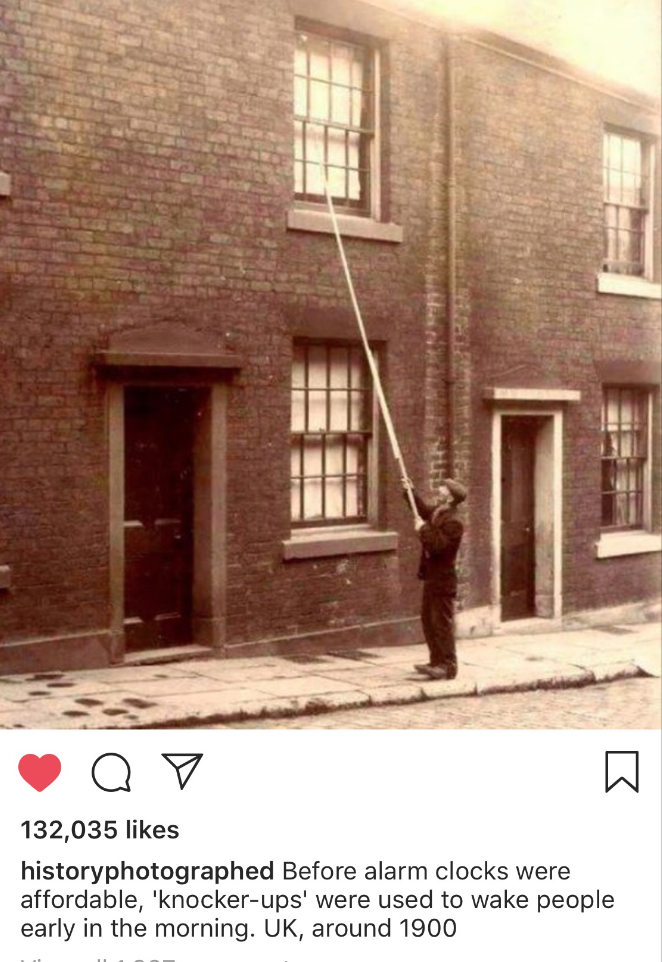 132,035 likes
historyphotographed Before alarm clocks were
affordable, 'knocker-ups' were used to wake people
early in the morning. UK, around 1900